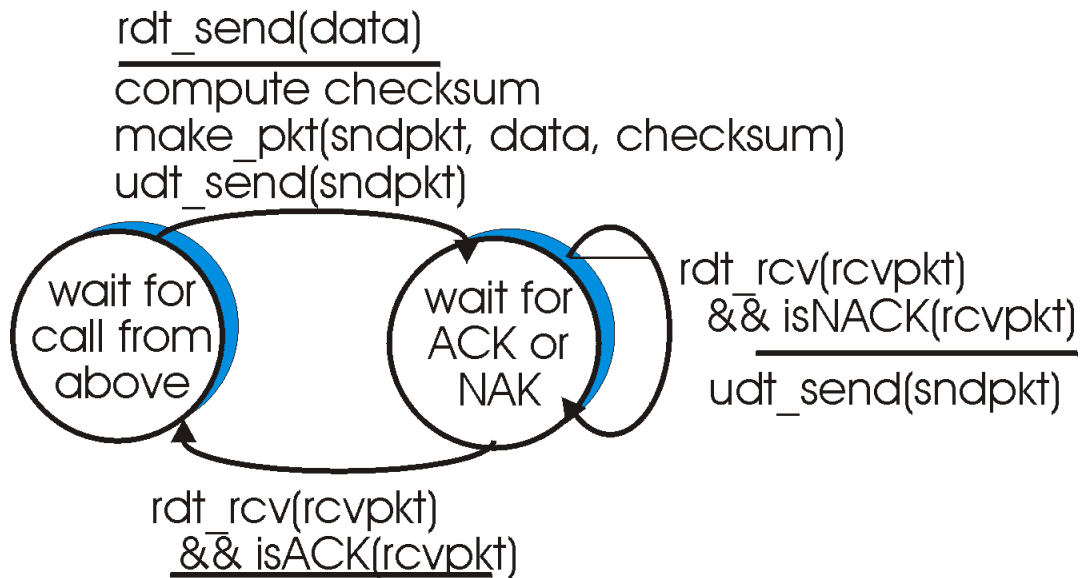 rdt_send(data)
compute checksum
make_pkt(sndpkt, data, checksum)
udt_send(sndpkt)
wait for
call from
above
wait for
ACK or
NAK
rdt_rcv(rcvpkt)
&& isNACK(rcvpkt)
udt_send(sndpkt)
rdt_rcv(rcvpkt)
&& isACK(rcvpkt)